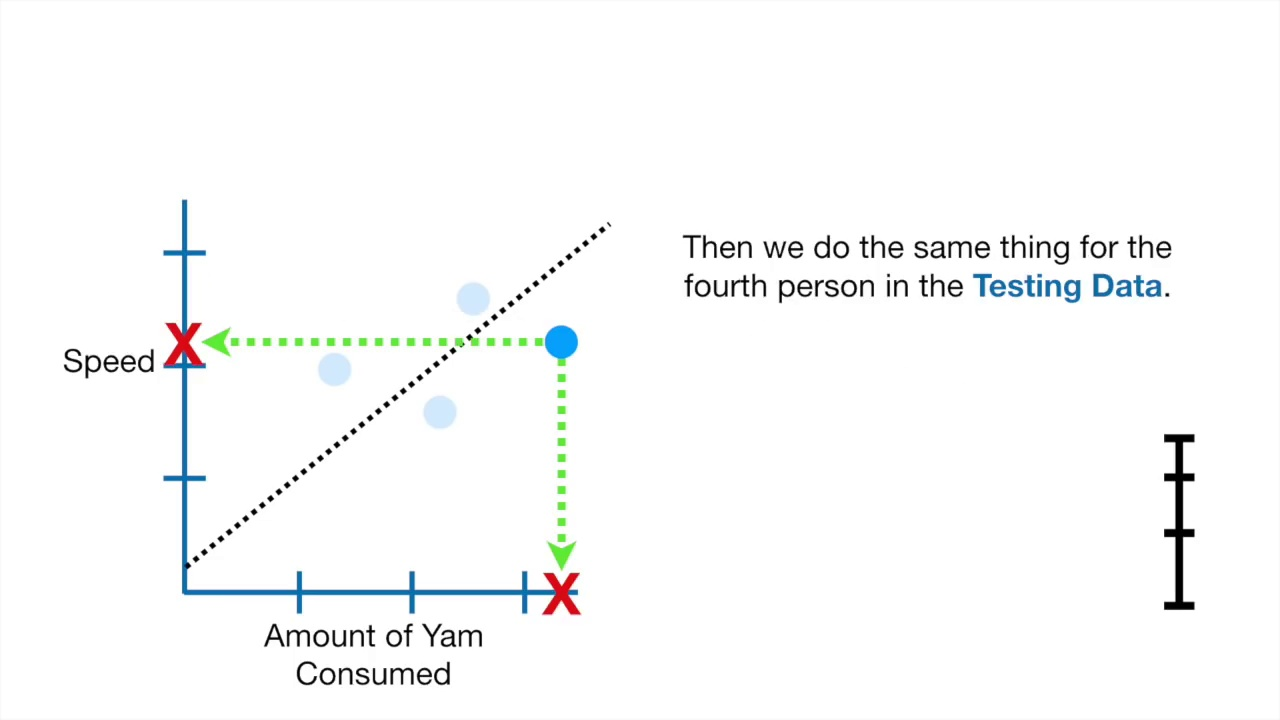 Then we do the same thing for the
fourth person in the Testing Data.
X
Speed
X
Amount of Yam
Consumed